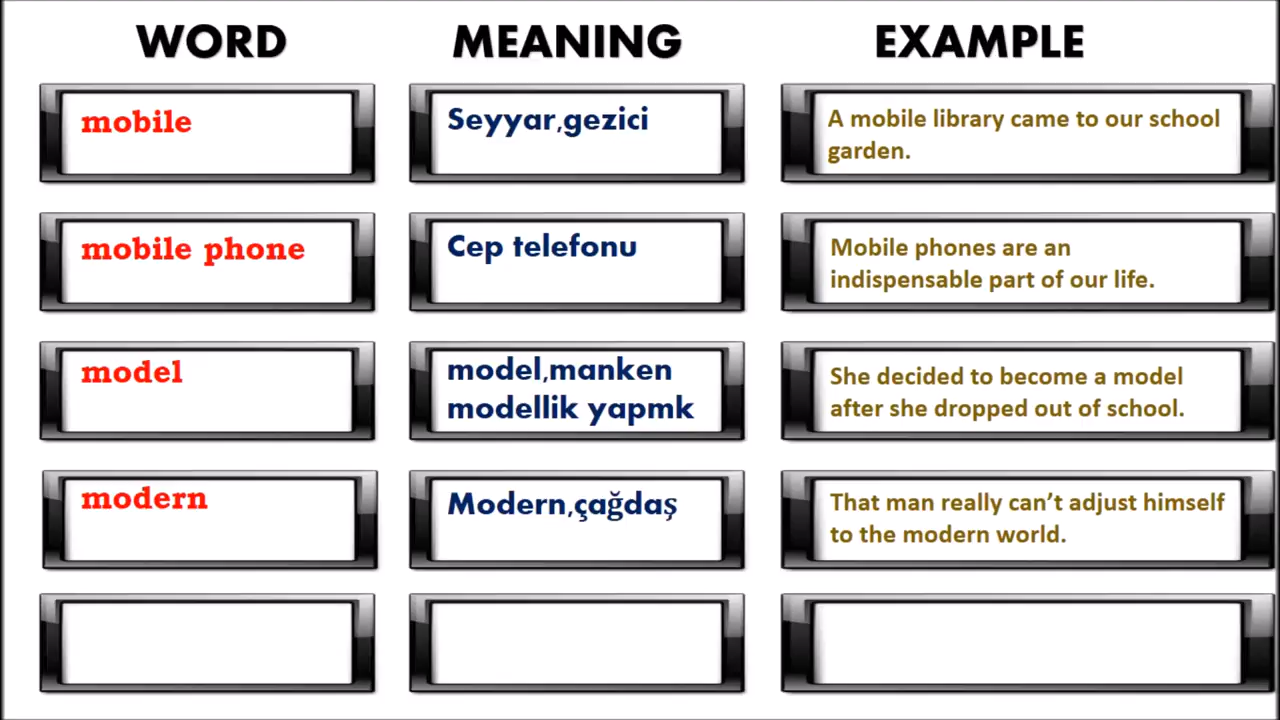 WORD MEANING EXAMPLE
mobile
Seyyar,gezici
A mobile library came to our school
garden.
mobile phone
Cep telefonu
Mobile phones are an
indispensable part of our life.
model
model,manken
modellik yapmk
She decided to become a model
after she dropped out of school.
modern
Modern,çağdaş
That man really can’t adjust himself
to the modern world.